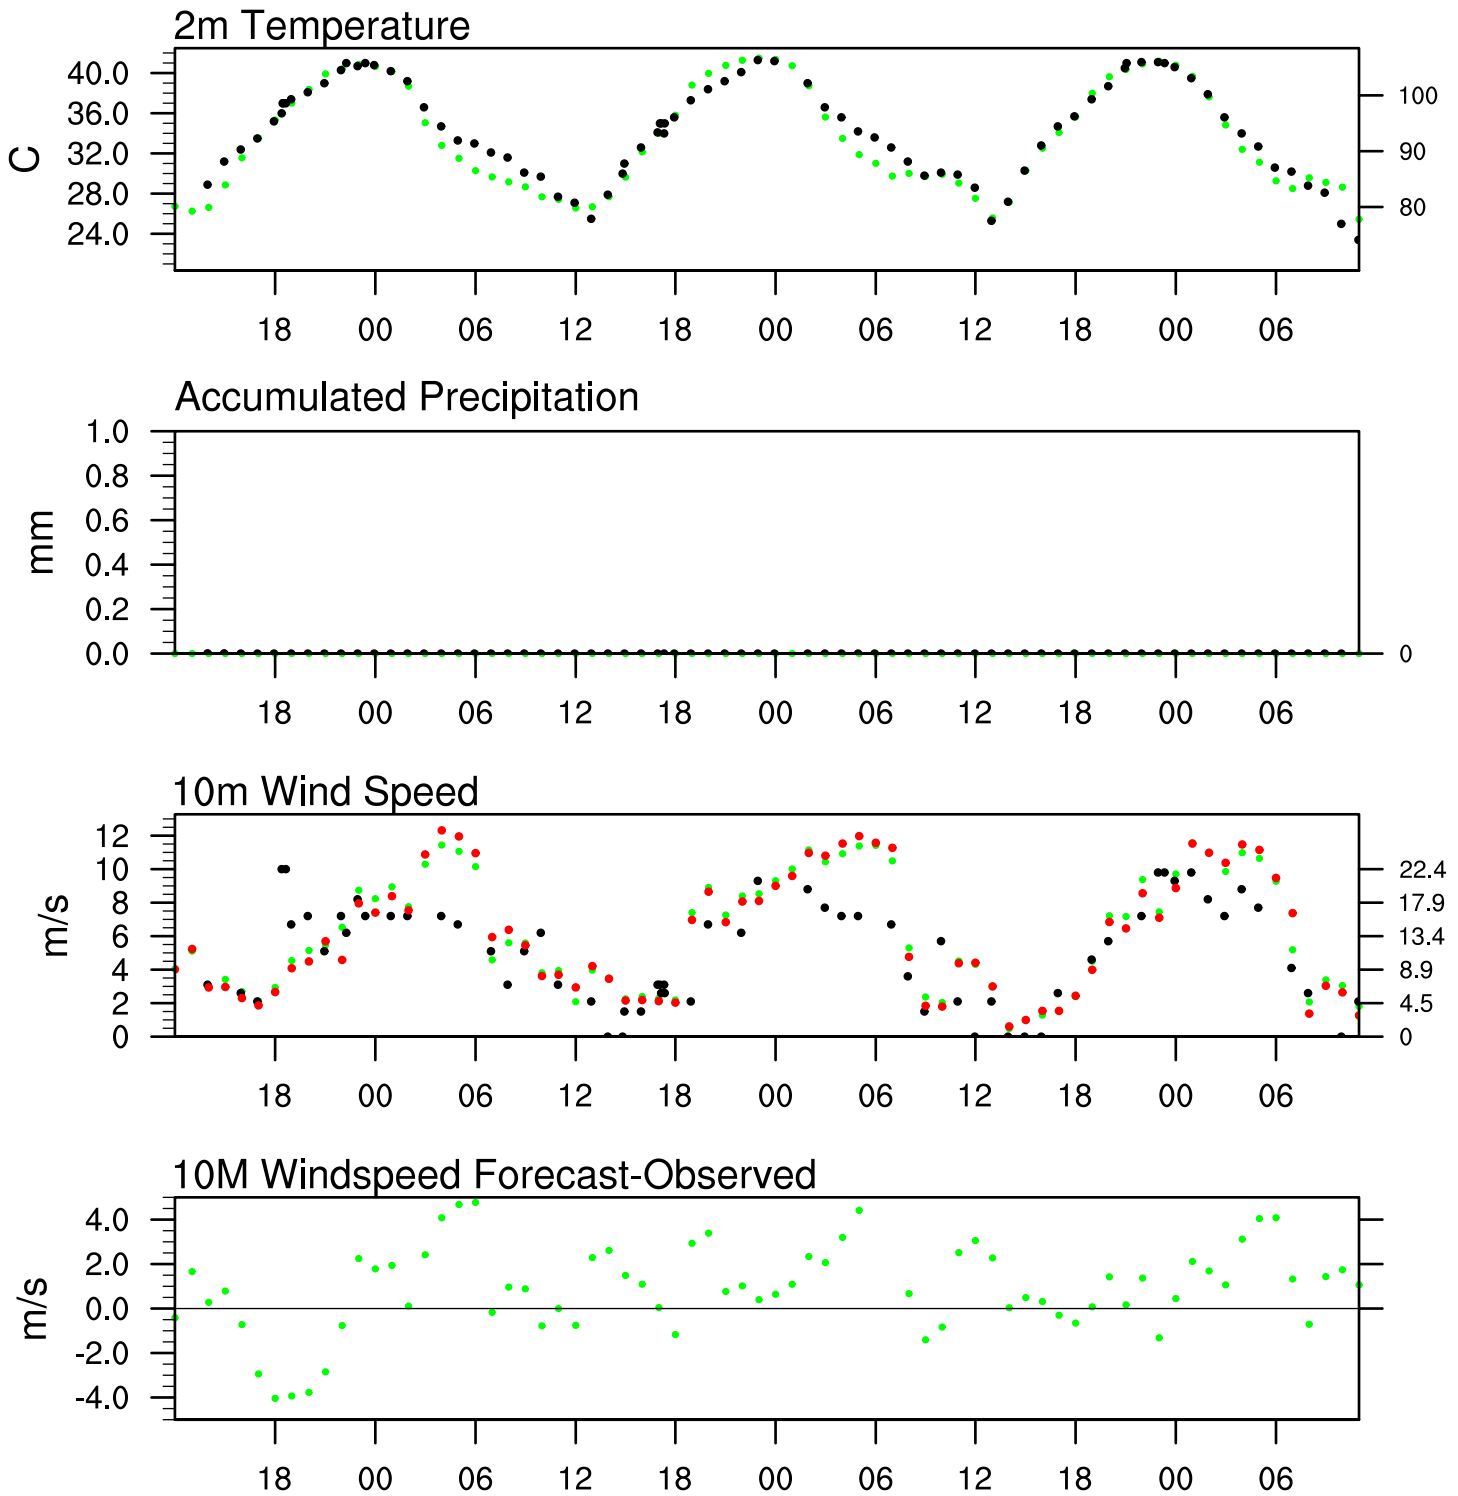 2m Temperature
40.0
36.0
32.0
28.0
24.0
C
100
90
80
18 00 06 12 18 00 06 12 18 00 06
Accumulated Precipitation
1.0
0.8
0.6
0.4
0.2
0.0
mm
0
18 00 06 12 18 00 06 12 18 00 06
10m Wind Speed
12
10
8
6
4
2
0
m/s
22.4
17.9
13.4
8.9
4.5
0
18 00 06 12 18 00 06 12 18 00 06
10M Windspeed Forecast-Observed
4.0
2.0
0.0
-2.0
-4.0
m/s
18 00 06 12 18 00 06 12 18 00 06